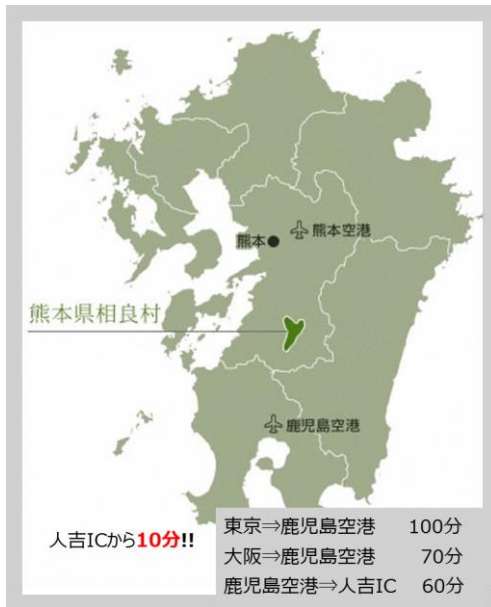 熊本
熊本空港
熊本県相良村
鹿児島空港
人吉ICから10分!!
東京⇒鹿児島空港 100分
大阪⇒鹿児島空港 70分
鹿児島空港⇒人吉IC 60分